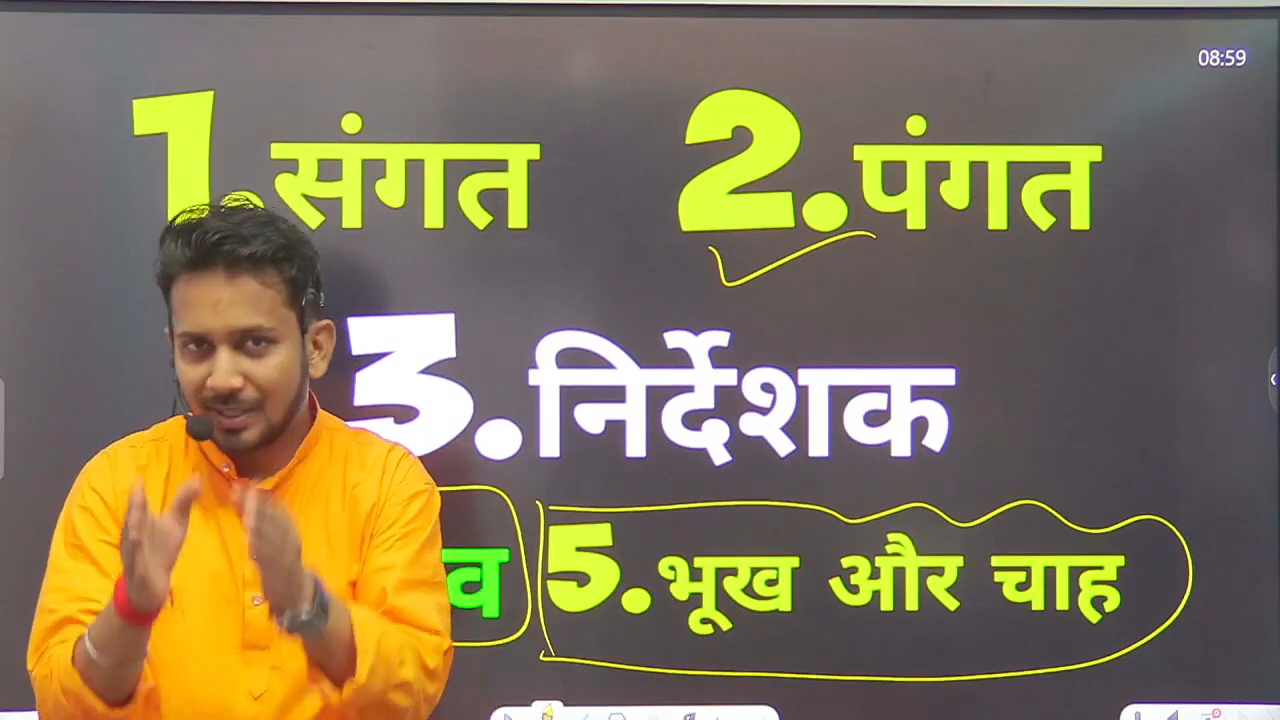 08:59
1.संगत 2.पंगत
3.निर्देशक
व 5.भूख और चाह